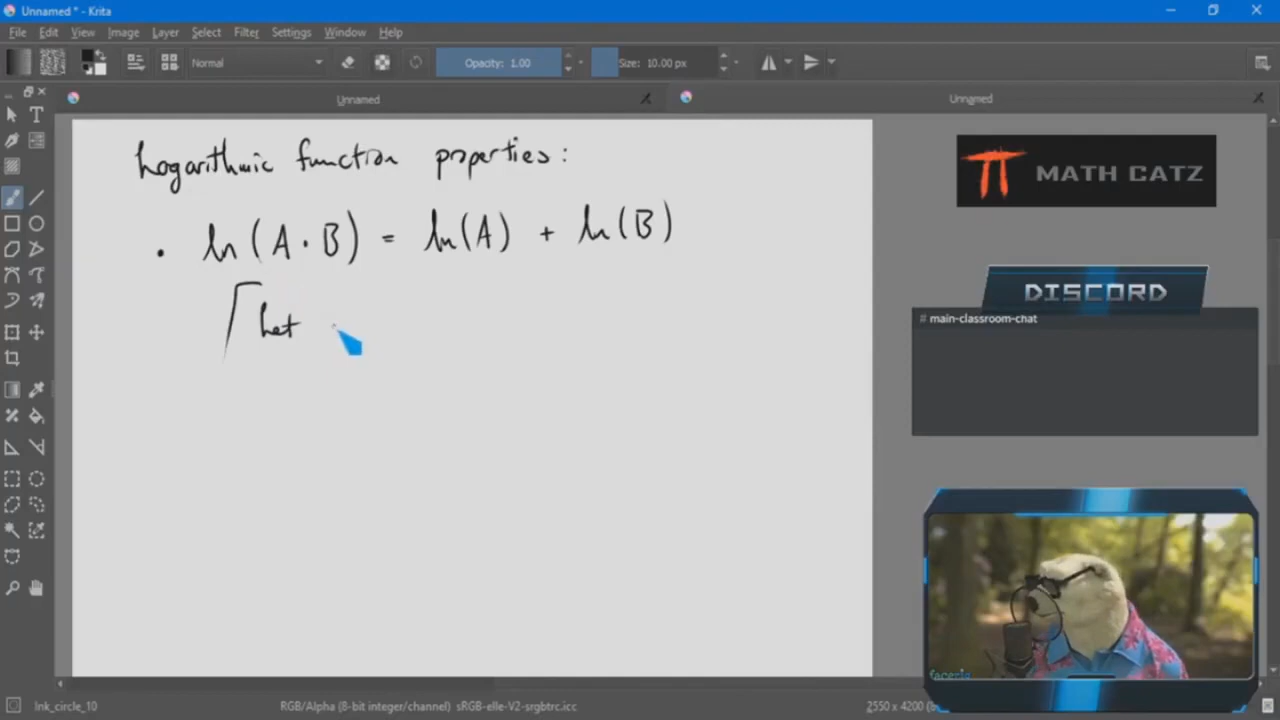 Unnamed * - Krita
File Edit View Image Layer Select Filter Settings Window Help
Normal Opacity: 1.00 Size: 10.00 px
Unnamed Unnamed
Logarithmic function properties:
• ln(A·B) = ln(A) + ln(B)
Let
MATH CATZ
DISCORD
# main-classroom-chat
facerig
Ink_circle_10 RGB/Alpha (8-bit integer/channel) sRGB-elle-V2-srgbtrc.icc 2550 x 4200 (8